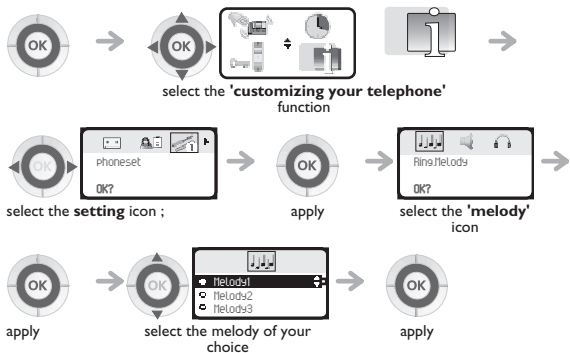 OK
OK
select the 'customizing your telephone'
function
OK
Phoneset
OK?
select the setting icon ;
OK
apply
Ring.Melody
OK?
select the 'melody'
icon
OK
apply
OK
Melody1
Melody2
Melody3
select the melody of your
choice
OK
apply